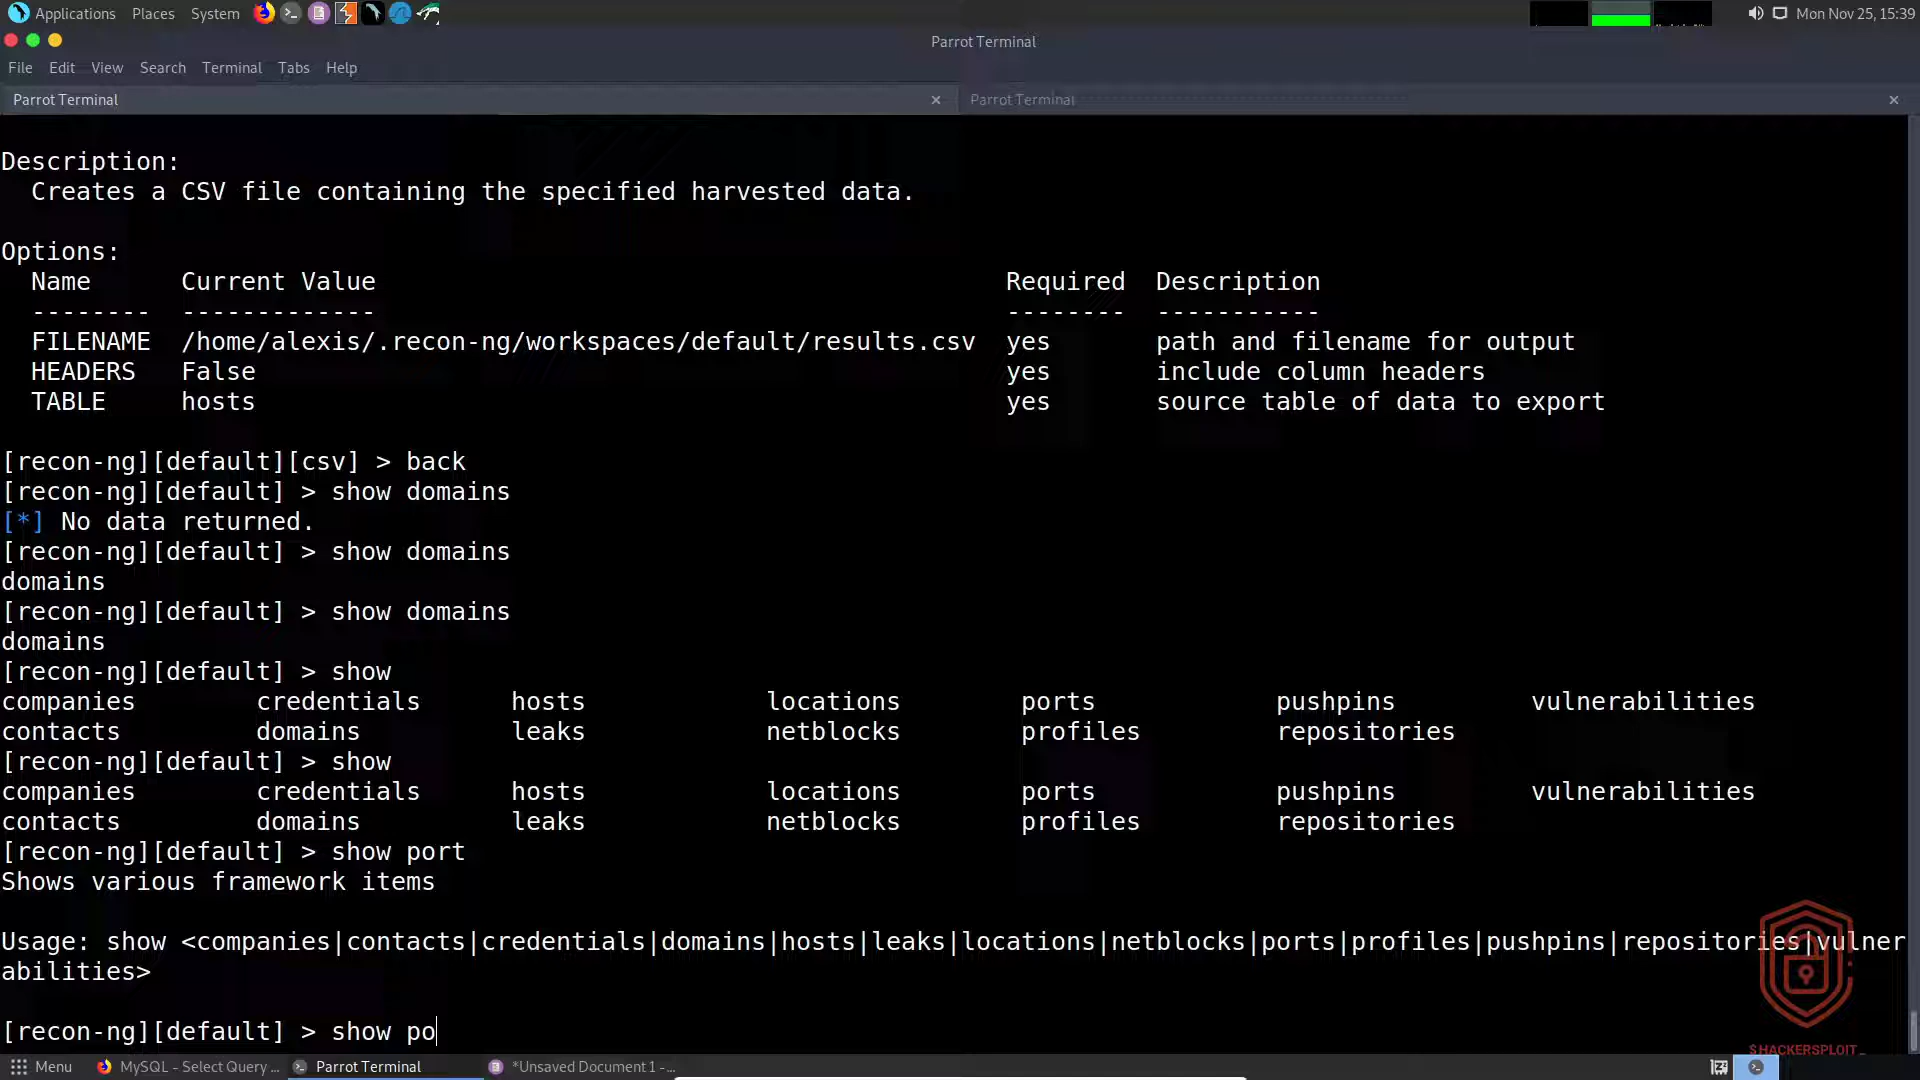 Applications Places System Mon Nov 25, 15:39
Parrot Terminal
File Edit View Search Terminal Tabs Help
Parrot Terminal × Parrot Terminal ×
Description:
Creates a CSV file containing the specified harvested data.
Options:
Name Current Value Required Description
-------- ------------- -------- -----------
FILENAME /home/alexis/.recon-ng/workspaces/default/results.csv yes path and filename for output
HEADERS False yes include column headers
TABLE hosts yes source table of data to export
[recon-ng][default][csv] > back
[recon-ng][default] > show domains
[*] No data returned.
[recon-ng][default] > show domains
domains
[recon-ng][default] > show domains
domains
[recon-ng][default] > show
companies credentials hosts locations ports pushpins vulnerabilities
contacts domains leaks netblocks profiles repositories
[recon-ng][default] > show
companies credentials hosts locations ports pushpins vulnerabilities
contacts domains leaks netblocks profiles repositories
[recon-ng][default] > show port
Shows various framework items
Usage: show <companies|contacts|credentials|domains|hosts|leaks|locations|netblocks|ports|profiles|pushpins|repositories|vulner
abilities>
[recon-ng][default] > show po
$HACKERSPLOIT_
Menu MySQL - Select Query ... Parrot Terminal *Unsaved Document 1 - ...